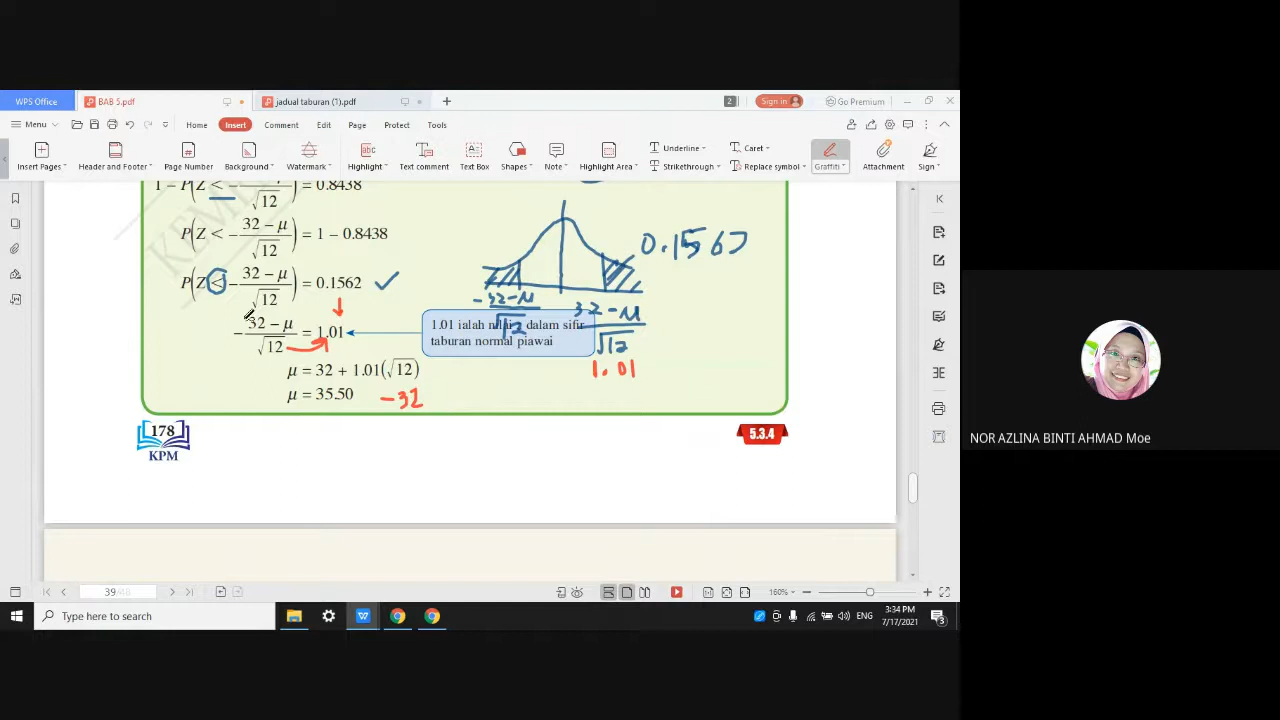 WPS Office
BAB 5.pdf
jadual taburan (1).pdf
2
Sign in
Go Premium
Menu
Home
Insert
Comment
Edit
Page
Protect
Tools
Insert Pages
Header and Footer
Page Number
Background
Watermark
Highlight
Text comment
Text Box
Shapes
Note
Highlight Area
Underline
Strikethrough
Caret
Replace symbol
Graffiti
Attachment
Sign
√12 = 0.8438
P(Z < −(32 − μ)/√12) = 1 − 0.8438
P(Z < −(32 − μ)/√12) = 0.1562 ✓
−(32 − μ)/√12 = 1.01
1.01 ialah nilai dalam sifir
taburan normal piawai
μ = 32 + 1.01(√12)
μ = 35.50
−32
−32−μ
√12
32−μ
√12
1.01
178
KPM
5.3.4
NOR AZLINA BINTI AHMAD Moe
39
160%
Type here to search
ENG
3:34 PM
7/17/2021
3